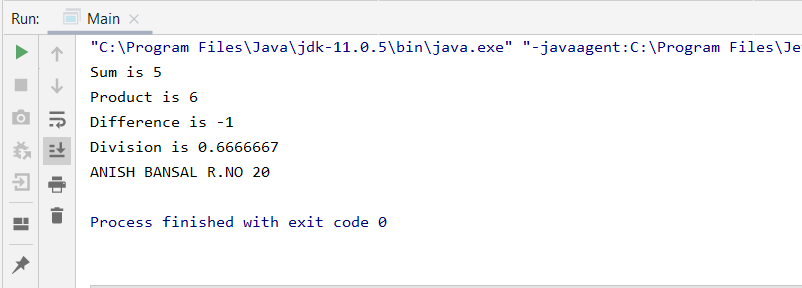 Run: Main
"C:\Program Files\Java\jdk-11.0.5\bin\java.exe" "-javaagent:C:\Program Files\Je
Sum is 5
Product is 6
Difference is -1
Division is 0.6666667
ANISH BANSAL R.NO 20
Process finished with exit code 0